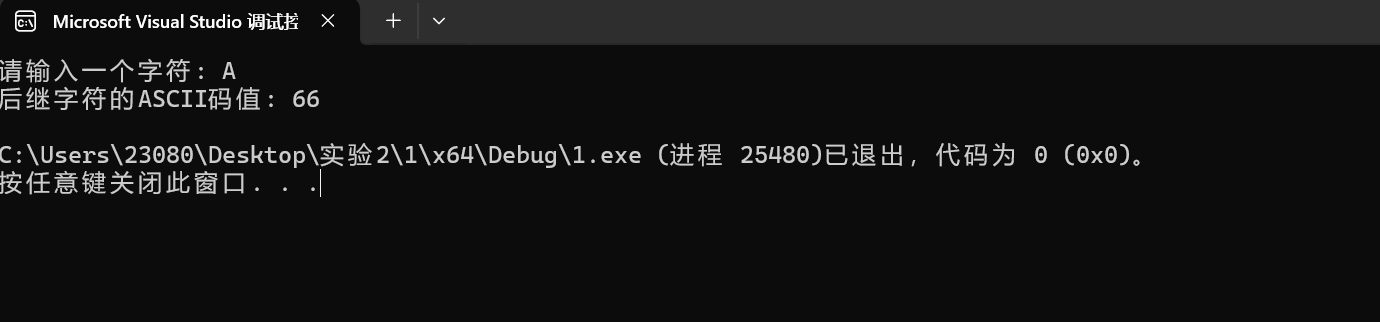 Microsoft Visual Studio 调试控
请输入一个字符: A
后继字符的ASCII码值: 66
C:\Users\23080\Desktop\实验2\1\x64\Debug\1.exe (进程 25480)已退出，代码为 0 (0x0)。
按任意键关闭此窗口. . .